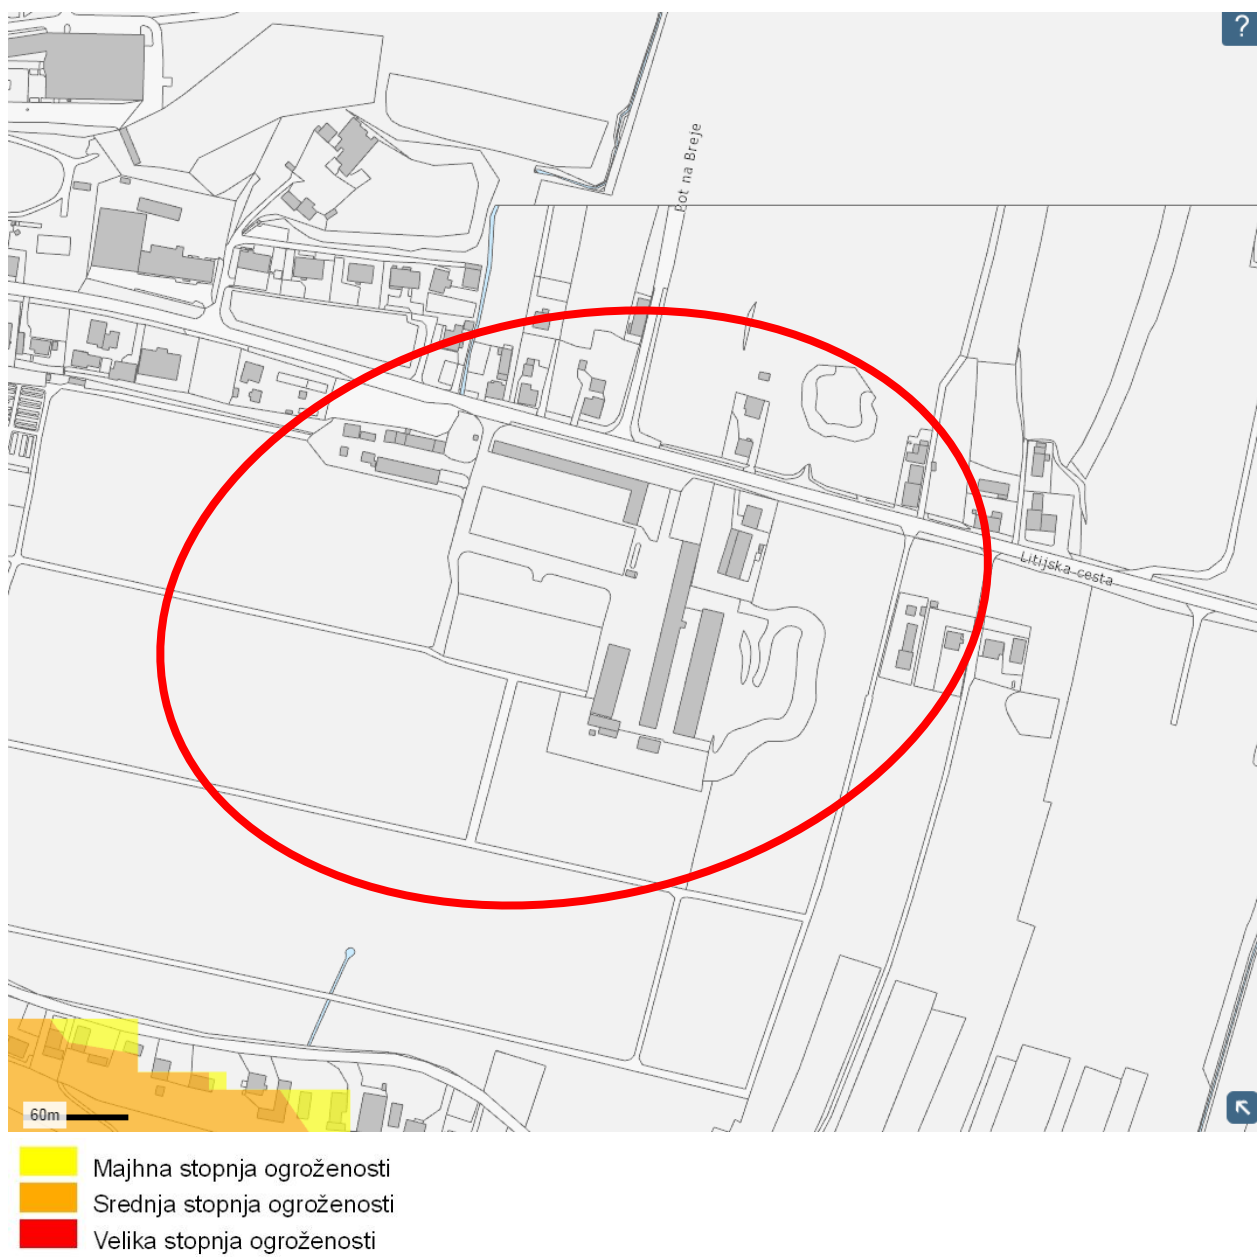 ?
Pot na Breje
Litijska cesta
60m
Majhna stopnja ogroženosti
Srednja stopnja ogroženosti
Velika stopnja ogroženosti